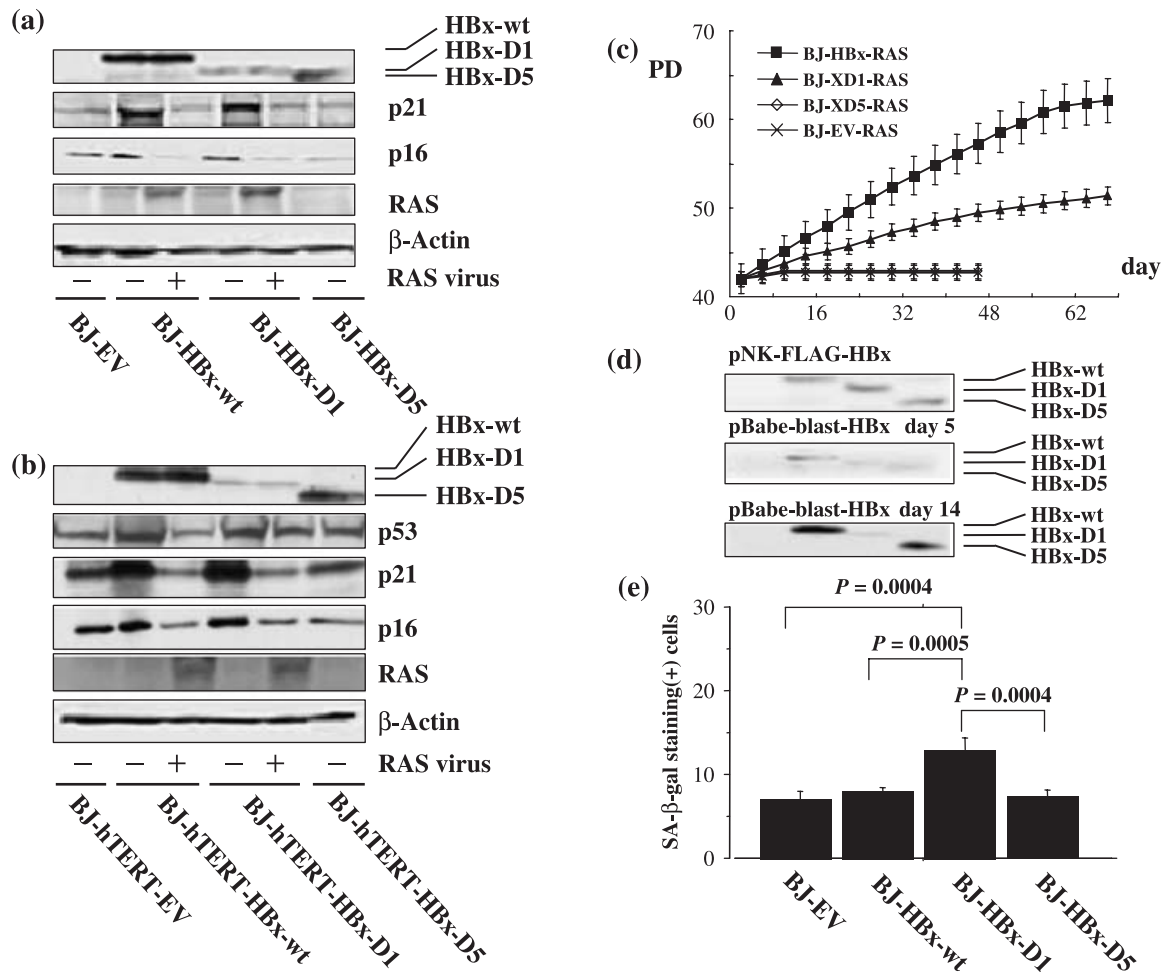 (a)
HBx-wt
HBx-D1
HBx-D5
p21
p16
RAS
β-Actin
− − + − + − RAS virus
BJ-EV
BJ-HBx-wt
BJ-HBx-D1
BJ-HBx-D5
(b)
HBx-wt
HBx-D1
HBx-D5
p53
p21
p16
RAS
β-Actin
− − + − + − RAS virus
BJ-hTERT-EV
BJ-hTERT-HBx-wt
BJ-hTERT-HBx-D1
BJ-hTERT-HBx-D5
(c)
PD
70
60
50
40
BJ-HBx-RAS
BJ-XD1-RAS
BJ-XD5-RAS
BJ-EV-RAS
day
0 16 32 48 62
(d)
pNK-FLAG-HBx
HBx-wt
HBx-D1
HBx-D5
pBabe-blast-HBx day 5
HBx-wt
HBx-D1
HBx-D5
pBabe-blast-HBx day 14
HBx-wt
HBx-D1
HBx-D5
(e)
P = 0.0004
P = 0.0005
P = 0.0004
SA-β-gal staining(+) cells
30
20
10
0
BJ-EV
BJ-HBx-wt
BJ-HBx-D1
BJ-HBx-D5